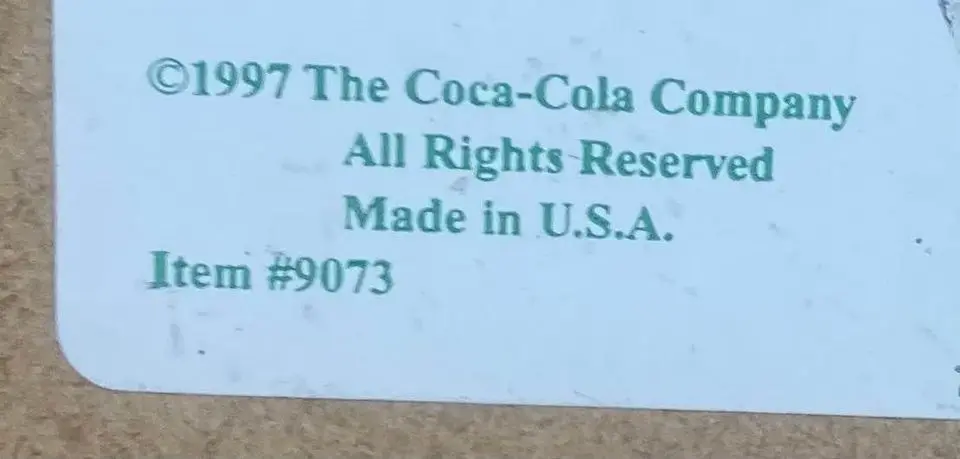 ©1997 The Coca-Cola Company
All Rights Reserved
Made in U.S.A.
Item #9073